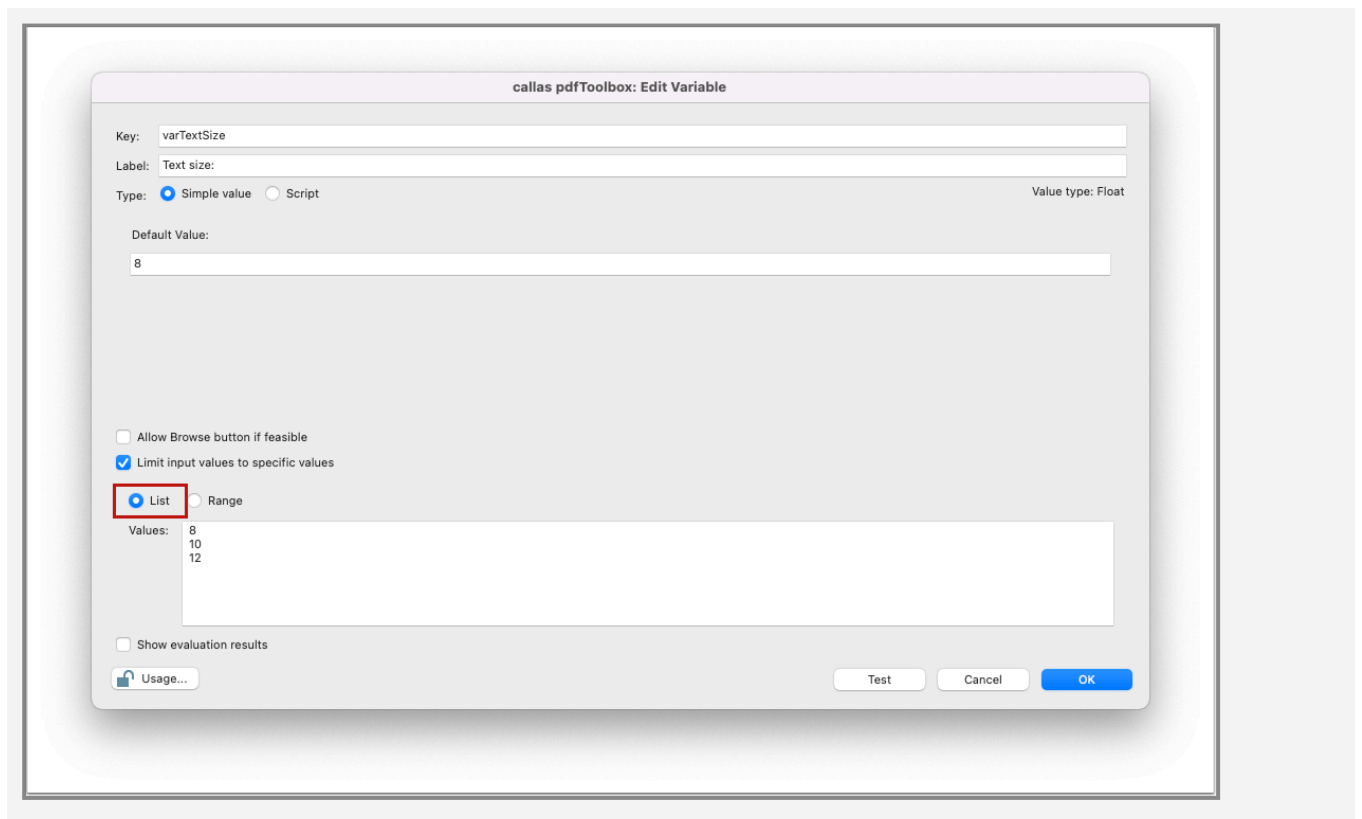 callas pdfToolbox: Edit Variable
Key: varTextSize
Label: Text size:
Type: Simple value Script Value type: Float
Default Value:
8
Allow Browse button if feasible
Limit input values to specific values
List Range
Values: 8
10
12
Show evaluation results
Usage... Test Cancel OK